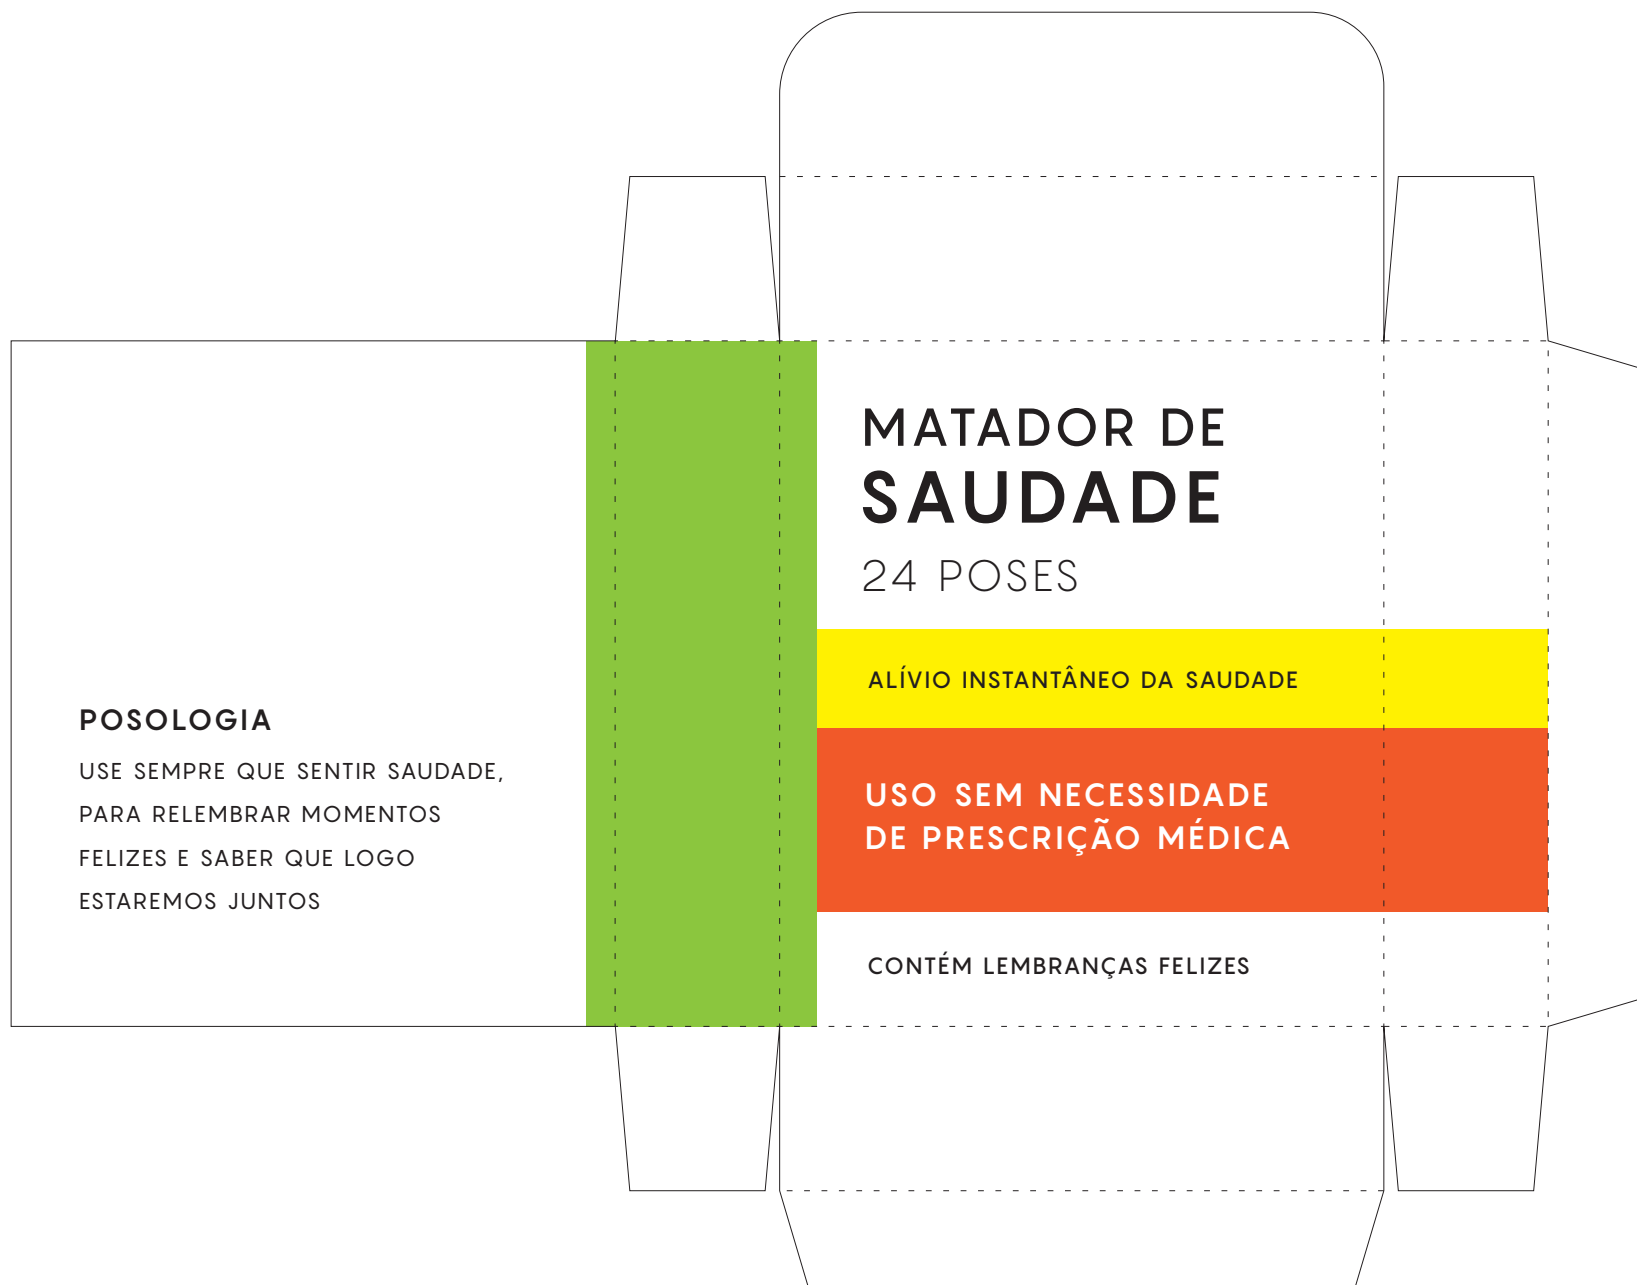 MATADOR DE
SAUDADE
24 POSES
ALÍVIO INSTANTÂNEO DA SAUDADE
USO SEM NECESSIDADE
DE PRESCRIÇÃO MÉDICA
CONTÉM LEMBRANÇAS FELIZES
POSOLOGIA
USE SEMPRE QUE SENTIR SAUDADE,
PARA RELEMBRAR MOMENTOS
FELIZES E SABER QUE LOGO
ESTAREMOS JUNTOS